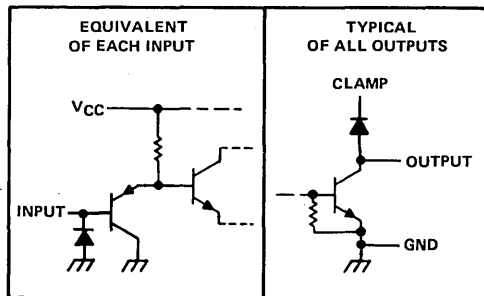 EQUIVALENT
OF EACH INPUT
VCC
INPUT
TYPICAL
OF ALL OUTPUTS
CLAMP
OUTPUT
GND